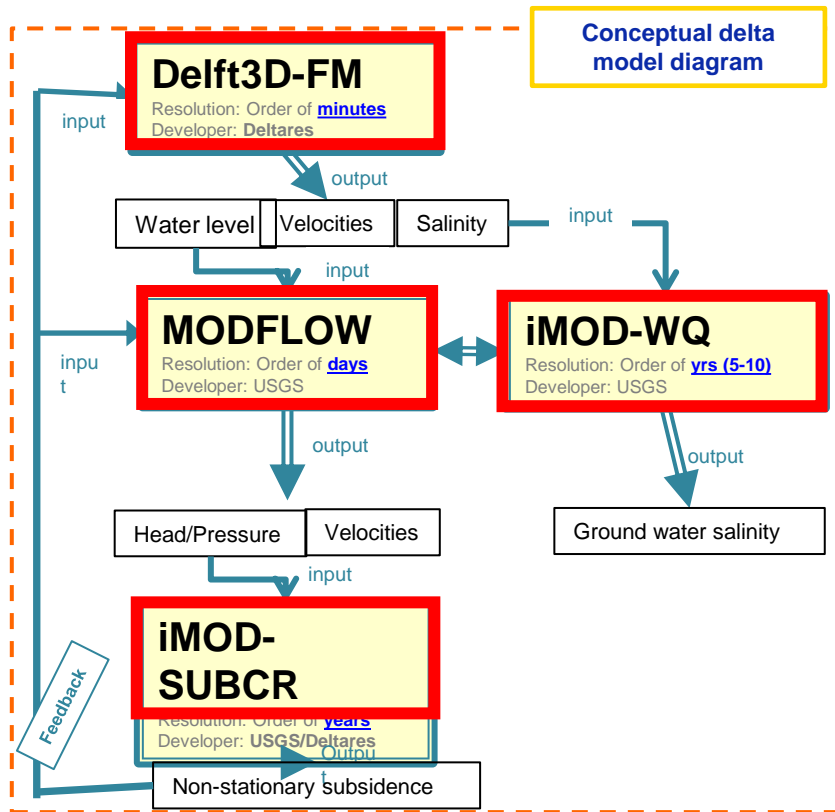 Conceptual delta
model diagram
Delft3D-FM
Resolution: Order of minutes
Developer: Deltares
input
output
Water level
Velocities
Salinity
input
input
MODFLOW
Resolution: Order of days
Developer: USGS
iMOD-WQ
Resolution: Order of yrs (5-10)
Developer: USGS
inpu
t
output
output
Head/Pressure
Velocities
Ground water salinity
input
iMOD-
SUBCR
Resolution: Order of years
Developer: USGS/Deltares
Outpu
t
Feedback
Non-stationary subsidence